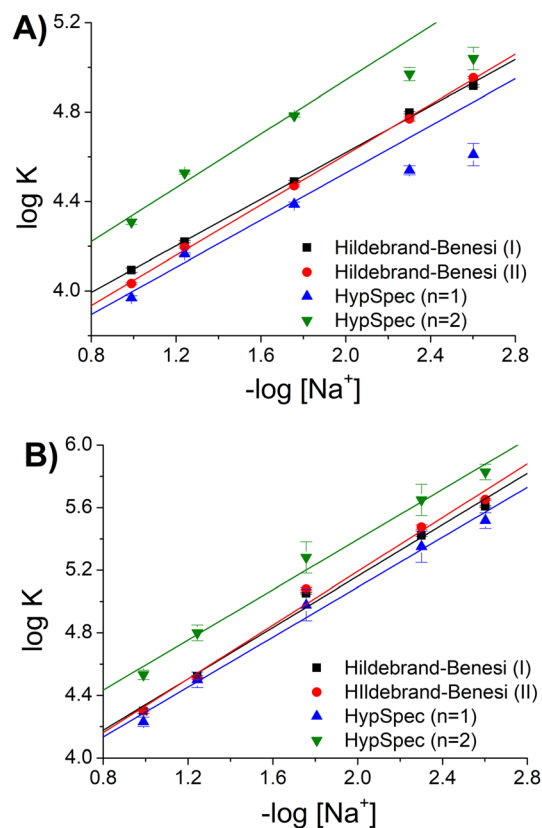 A)
5.2
4.8
4.4
4.0
log K
Hildebrand-Benesi (I)
Hildebrand-Benesi (II)
HypSpec (n=1)
HypSpec (n=2)
0.8 1.2 1.6 2.0 2.4 2.8
-log [Na⁺]
B)
6.0
5.6
5.2
4.8
4.4
4.0
log K
Hildebrand-Benesi (I)
HIldebrand-Benesi (II)
HypSpec (n=1)
HypSpec (n=2)
0.8 1.2 1.6 2.0 2.4 2.8
-log [Na⁺]